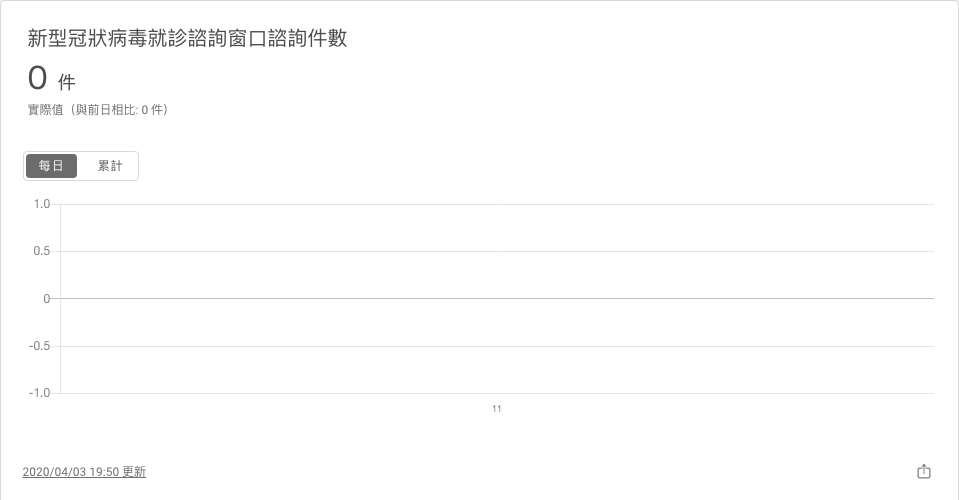 新型冠狀病毒就診諮詢窗口諮詢件數
0 件
實際值（與前日相比: 0 件）
每日 累計
1.0
0.5
0
-0.5
-1.0
11
2020/04/03 19:50 更新